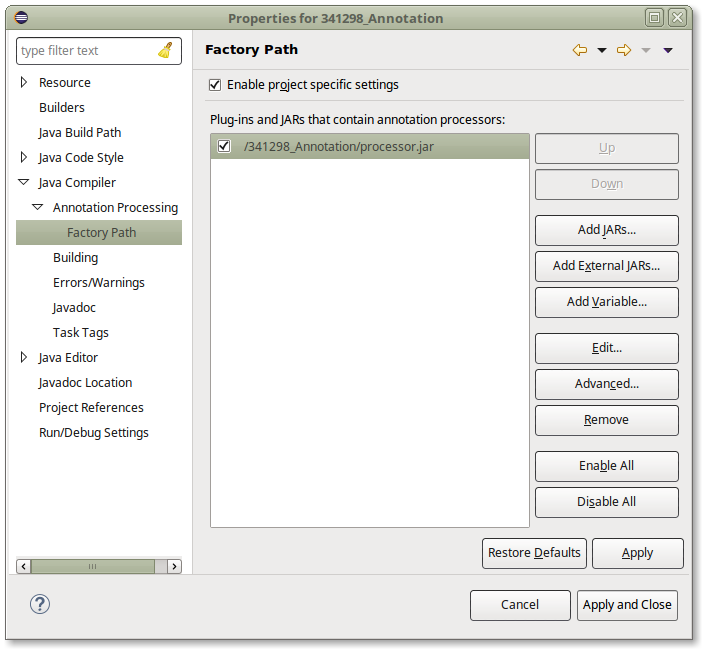 Properties for 341298_Annotation
type filter text
Resource
Builders
Java Build Path
Java Code Style
Java Compiler
Annotation Processing
Factory Path
Building
Errors/Warnings
Javadoc
Task Tags
Java Editor
Javadoc Location
Project References
Run/Debug Settings
Factory Path
Enable project specific settings
Plug-ins and JARs that contain annotation processors:
/341298_Annotation/processor.jar
Up
Down
Add JARs...
Add External JARs...
Add Variable...
Edit...
Advanced...
Remove
Enable All
Disable All
Restore Defaults
Apply
?
Cancel
Apply and Close